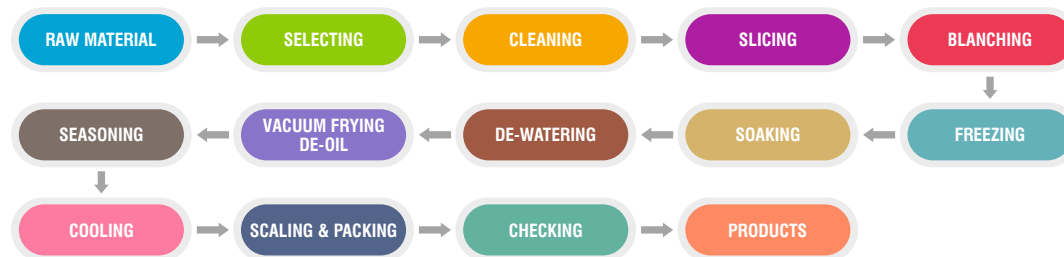 RAW MATERIAL
SELECTING
CLEANING
SLICING
BLANCHING
FREEZING
SOAKING
DE-WATERING
VACUUM FRYING
DE-OIL
SEASONING
COOLING
SCALING & PACKING
CHECKING
PRODUCTS